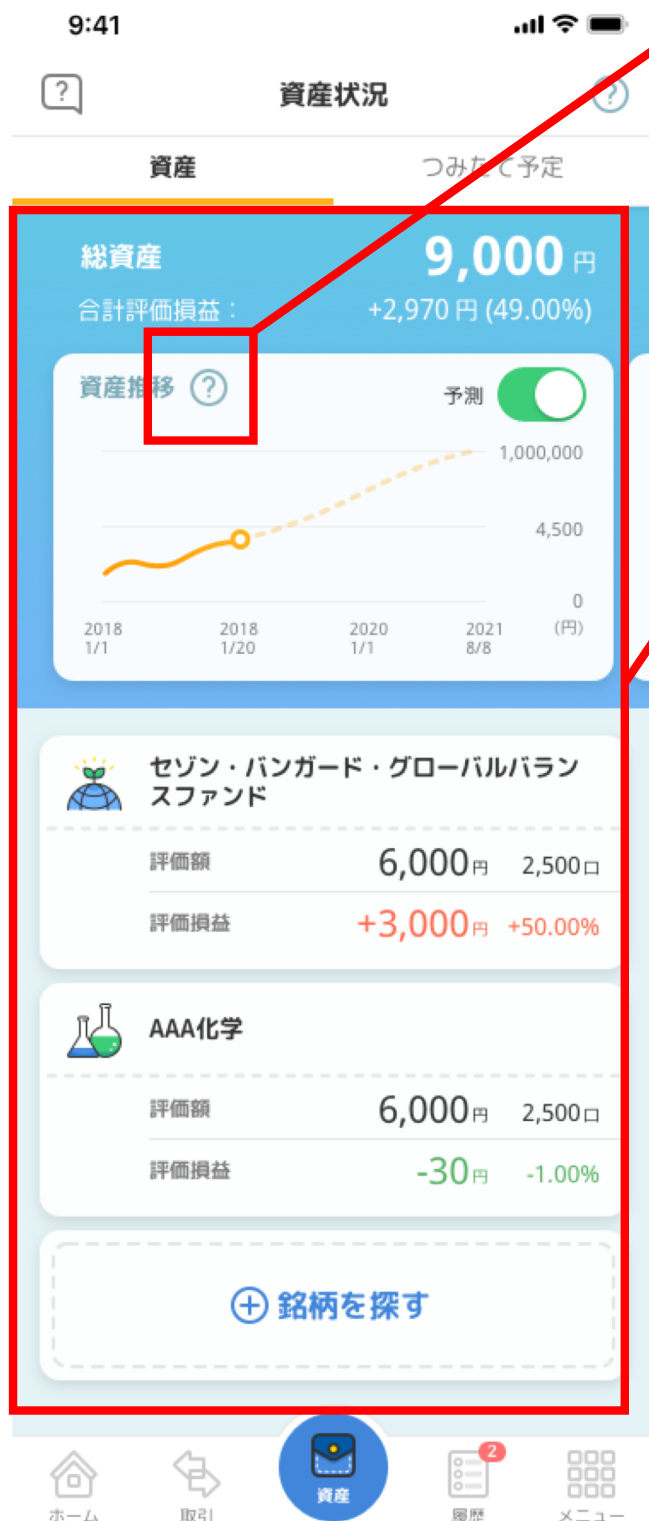 9:41
?
資産状況
?
資産
つみたて予定
総資産
9,000 円
合計評価損益：
+2,970 円 (49.00%)
資産推移 ?
予測
1,000,000
4,500
0
(円)
2018
1/1
2018
1/20
2020
1/1
2021
8/8
セゾン・バンガード・グローバルバラン
スファンド
評価額
6,000円 2,500口
評価損益
+3,000円 +50.00%
AAA化学
評価額
6,000円 2,500口
評価損益
-30円 -1.00%
銘柄を探す
2
ホーム
取引
資産
履歴
メニュー